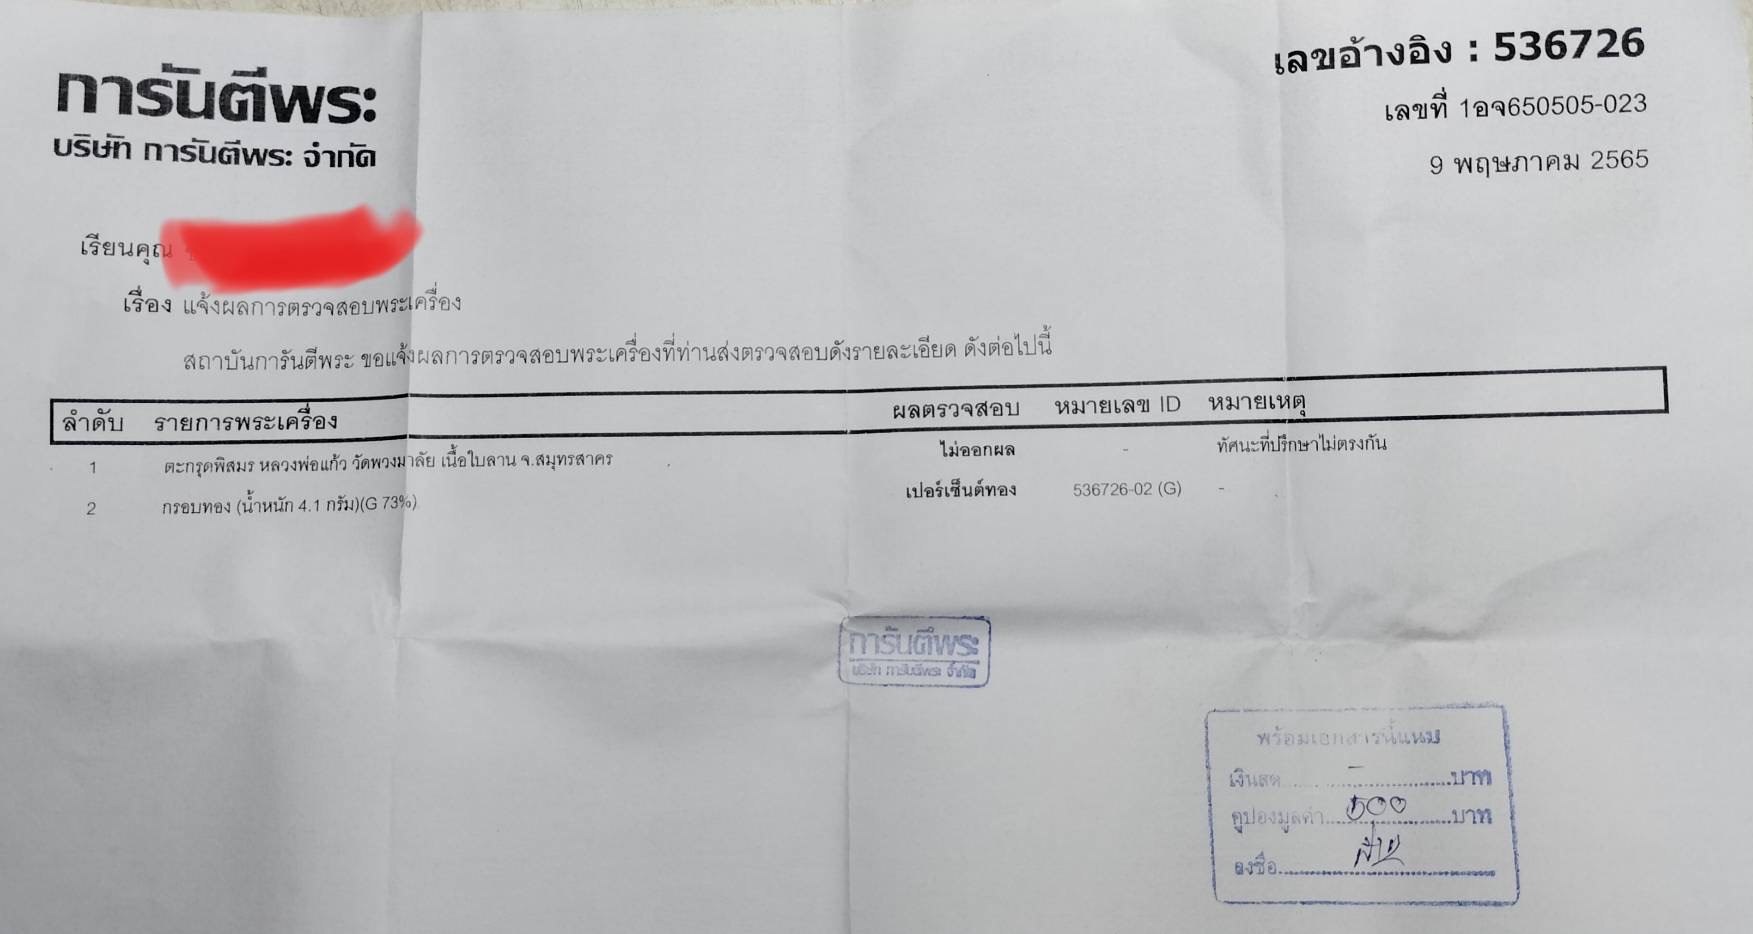 การันตีพระ
บริษัท การันตีพระ จำกัด
เลขอ้างอิง : 536726
เลขที่ 1อจ650505-023
9 พฤษภาคม 2565
เรียนคุณ
เรื่อง แจ้งผลการตรวจสอบพระเครื่อง
สถาบันการันตีพระ ขอแจ้งผลการตรวจสอบพระเครื่องที่ท่านส่งตรวจสอบดังรายละเอียด ดังต่อไปนี้
ลำดับ รายการพระเครื่อง ผลตรวจสอบ หมายเลข ID หมายเหตุ
1 ตะกรุดพิสมร หลวงพ่อแก้ว วัดพวงมาลัย เนื้อใบลาน จ.สมุทรสาคร ไม่ออกผล - ทัศนะที่ปรึกษาไม่ตรงกัน
2 กรอบทอง (น้ำหนัก 4.1 กรัม)(G 73%) เปอร์เซ็นต์ทอง 536726-02 (G) -
การันตีพระ
บริษัท การันตีพระ จำกัด
พร้อมเอกสารนี้แนบ
เงินสด - บาท
คูปองมูลค่า 500 บาท
ลงชื่อ